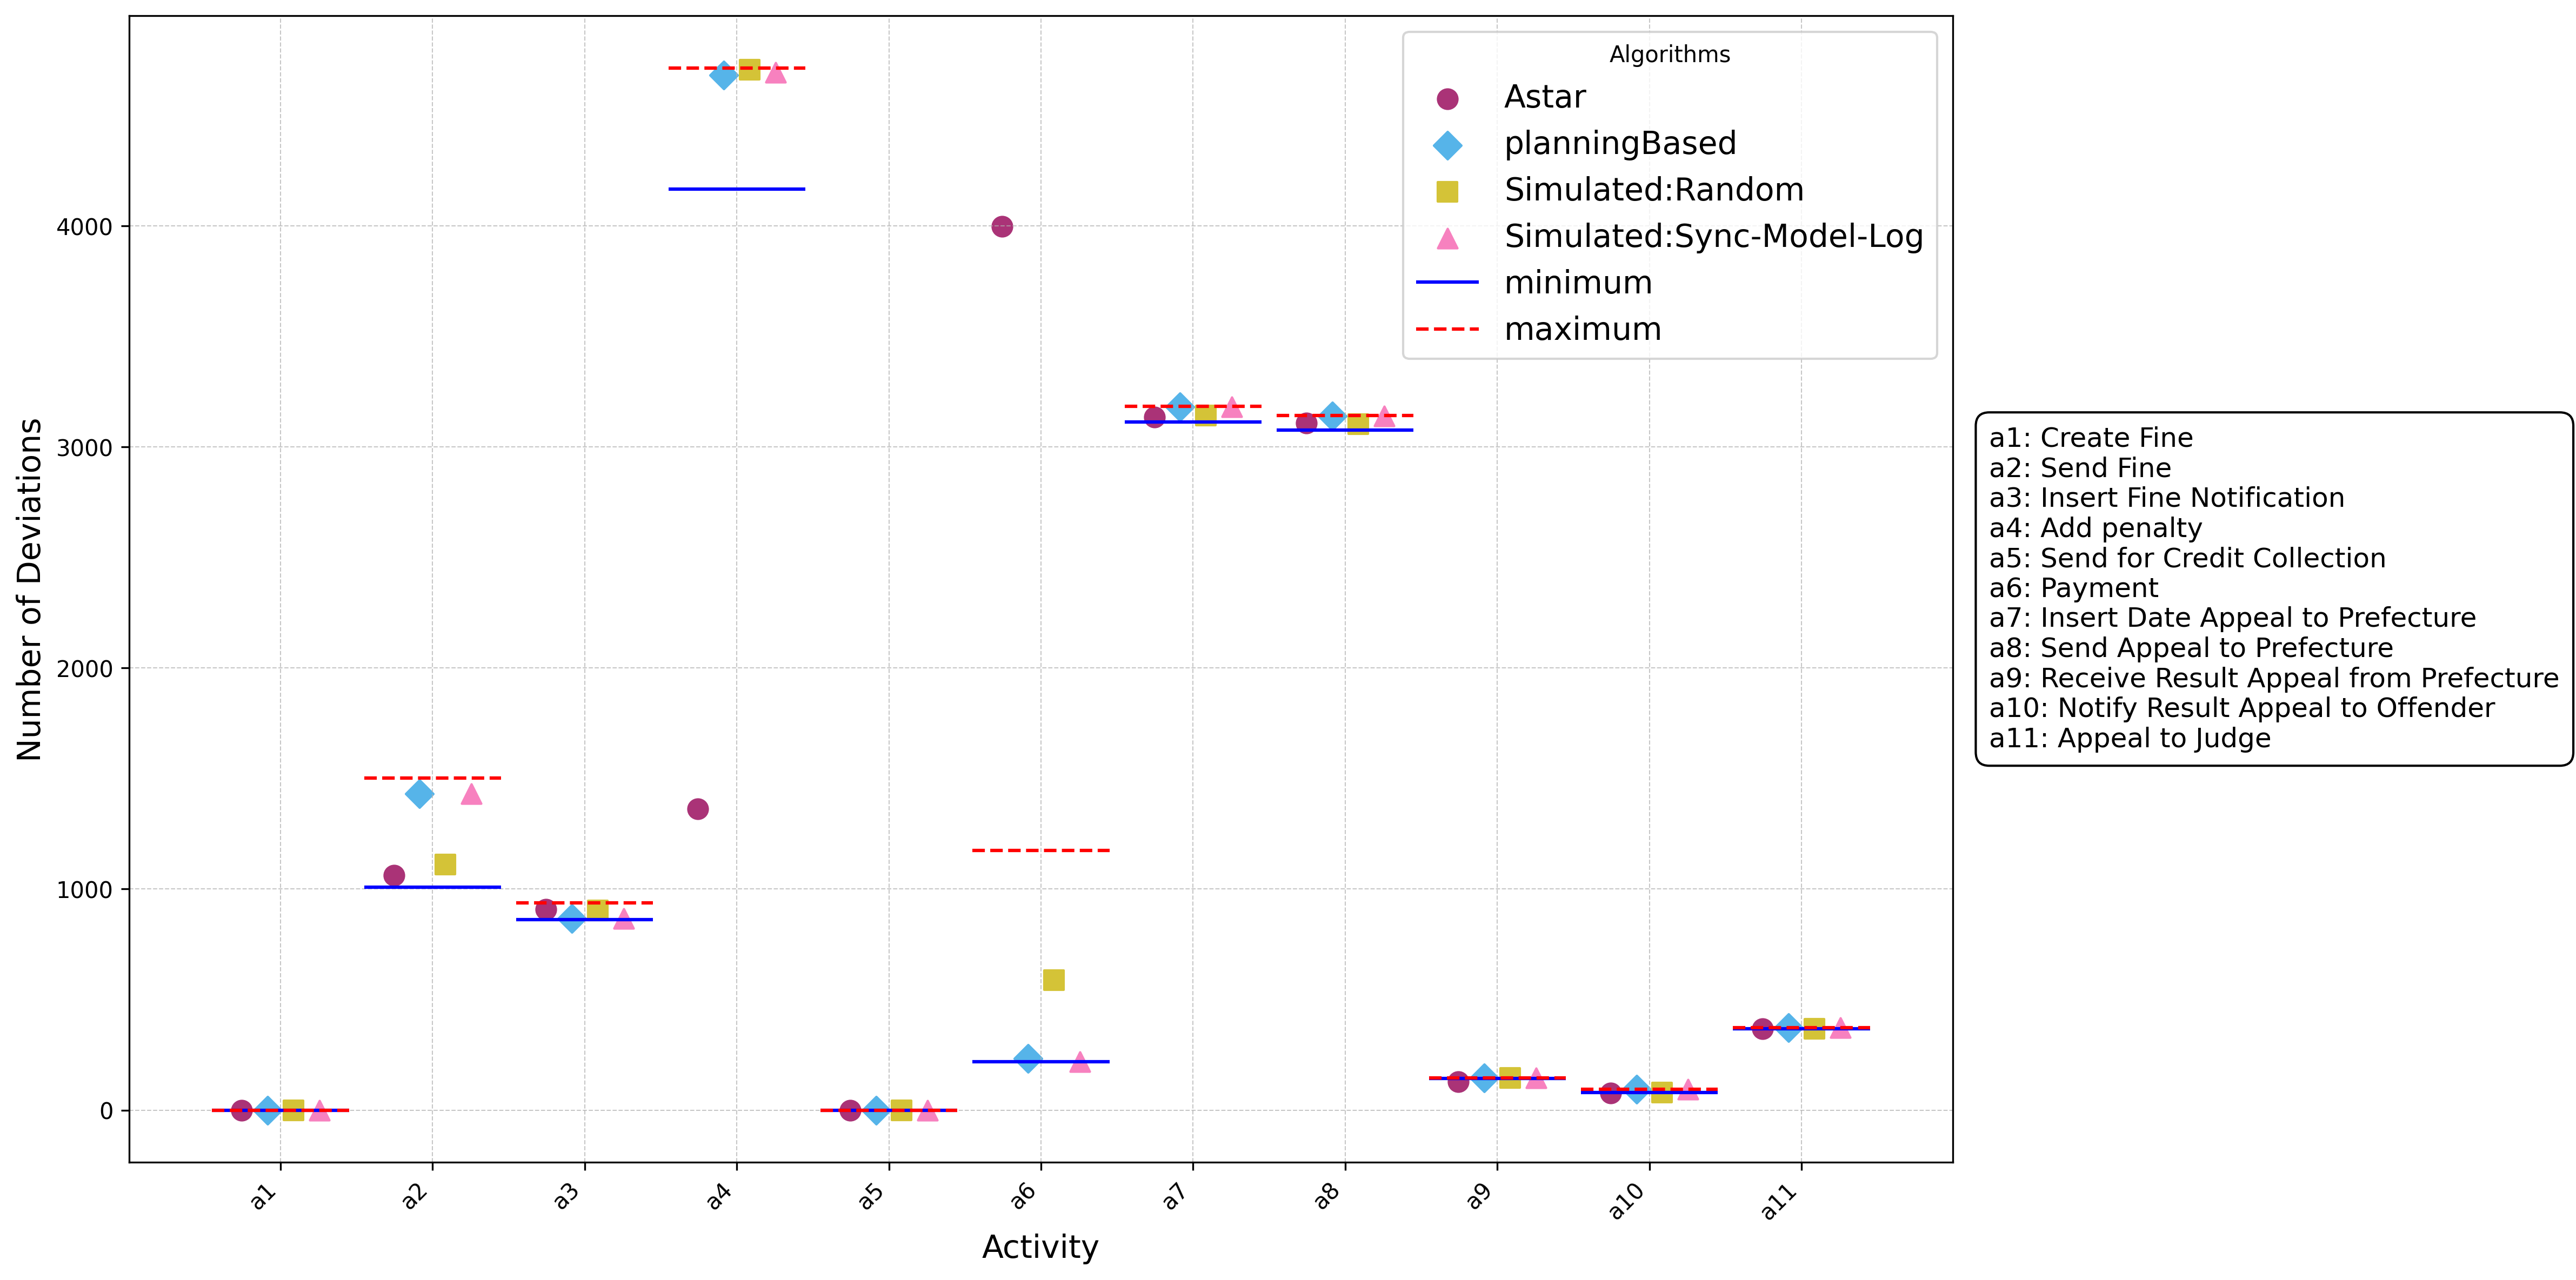 Algorithms
Astar
planningBased
Simulated:Random
Simulated:Sync-Model-Log
minimum
maximum
Number of Deviations
4000
3000
2000
1000
0
a1
a2
a3
a4
a5
a6
a7
a8
a9
a10
a11
Activity
a1: Create Fine
a2: Send Fine
a3: Insert Fine Notification
a4: Add penalty
a5: Send for Credit Collection
a6: Payment
a7: Insert Date Appeal to Prefecture
a8: Send Appeal to Prefecture
a9: Receive Result Appeal from Prefecture
a10: Notify Result Appeal to Offender
a11: Appeal to Judge